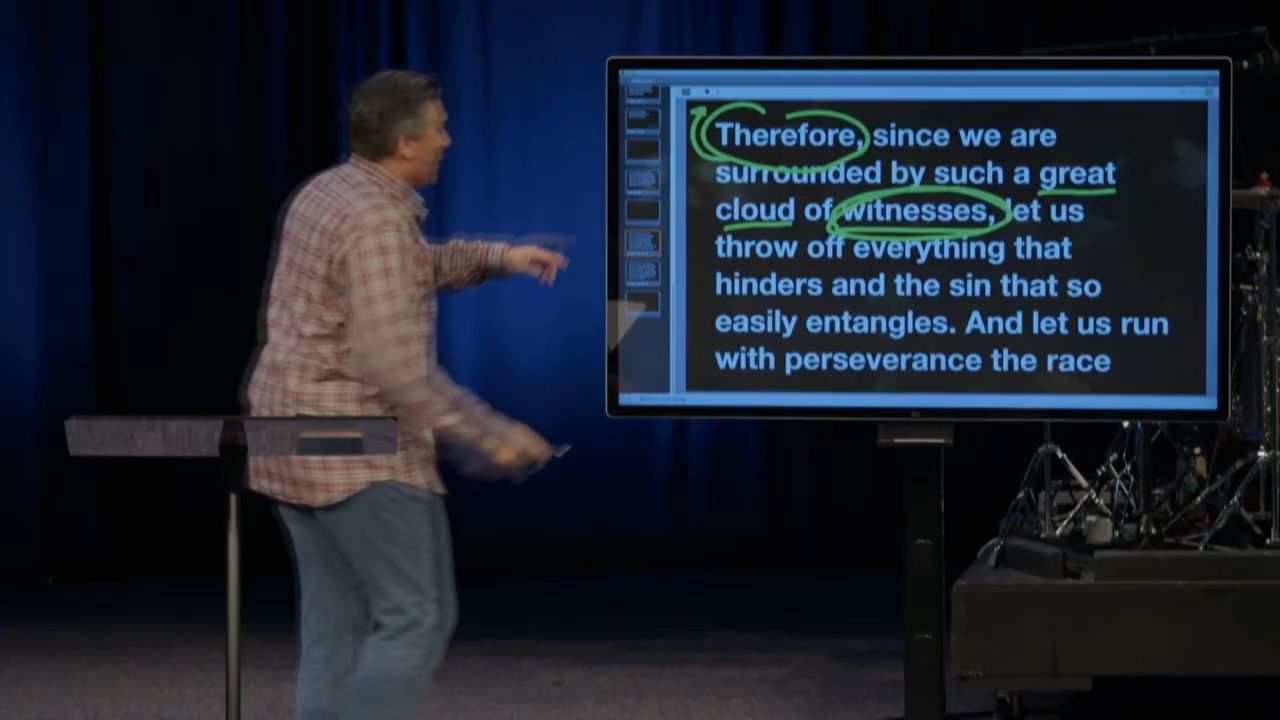 Therefore, since we are
surrounded by such a great
cloud of witnesses, let us
throw off everything that
hinders and the sin that so
easily entangles. And let us run
with perseverance the race